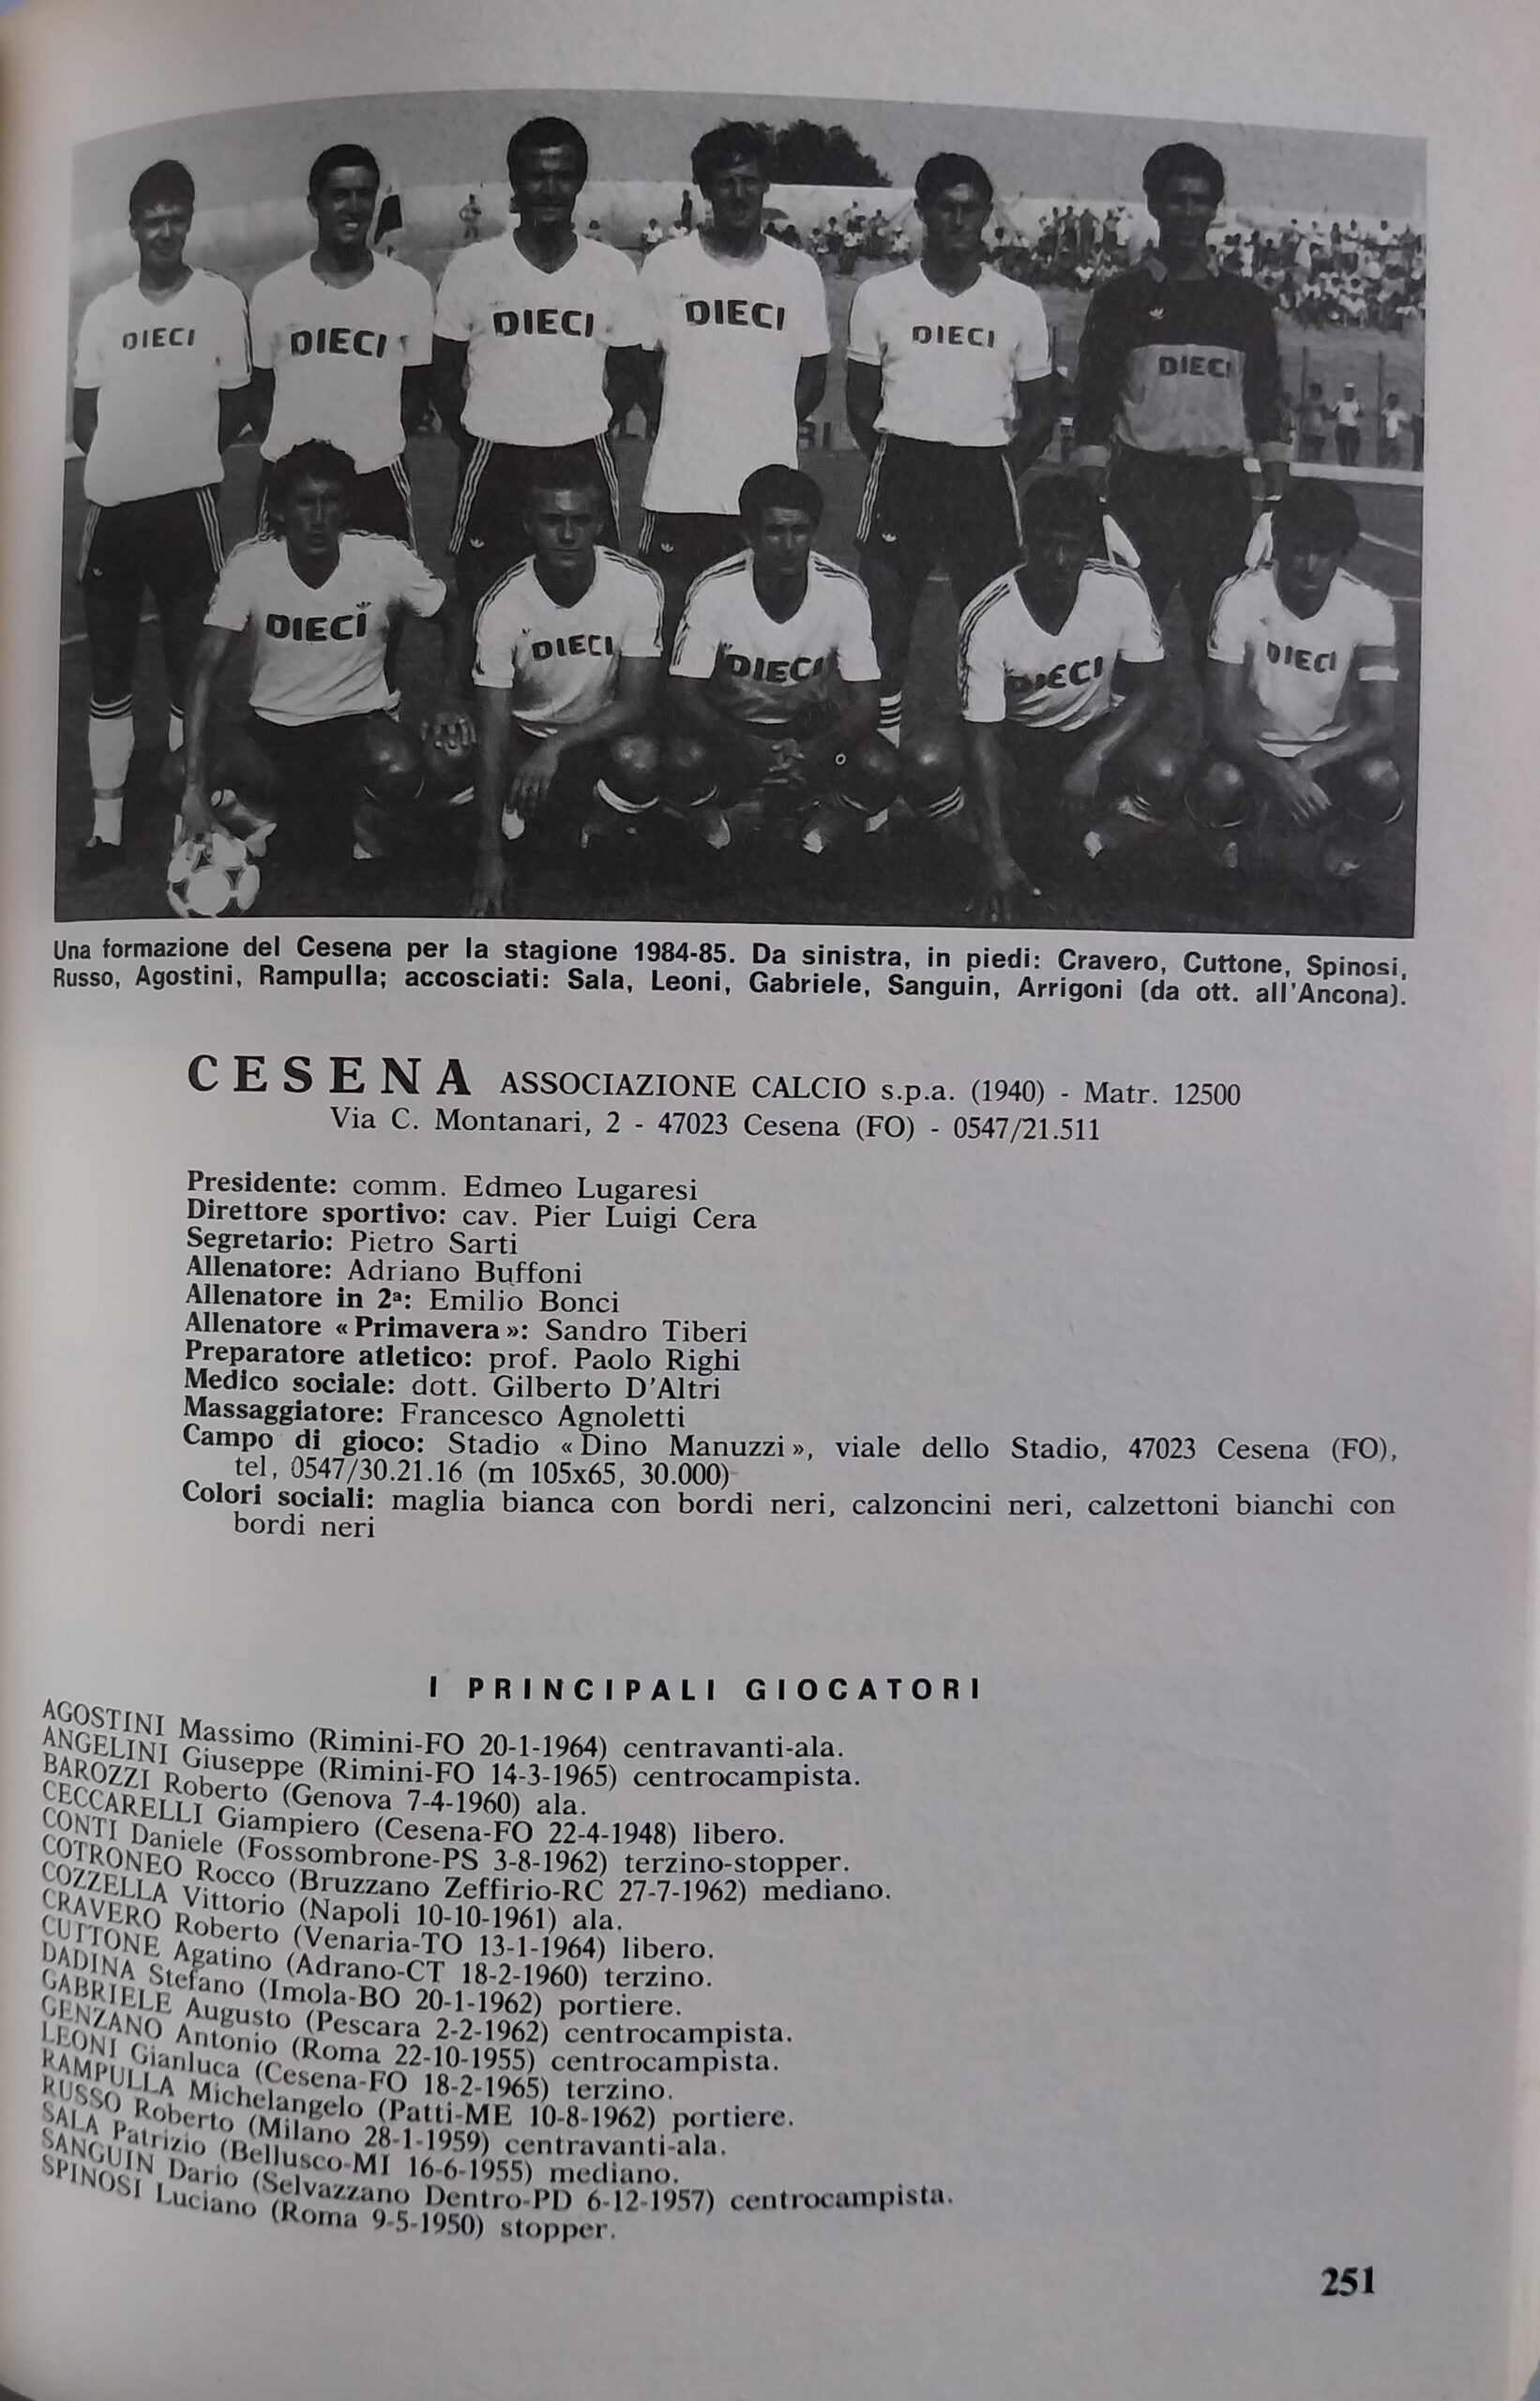 DIECI DIECI DIECI DIECI DIECI DIECI
DIECI DIECI DIECI DIECI DIECI
Una formazione del Cesena per la stagione 1984-85. Da sinistra, in piedi: Cravero, Cuttone, Spinosi,
Russo, Agostini, Rampulla; accosciati: Sala, Leoni, Gabriele, Sanguin, Arrigoni (da ott. all'Ancona).
CESENA ASSOCIAZIONE CALCIO s.p.a. (1940) - Matr. 12500
Via C. Montanari, 2 - 47023 Cesena (FO) - 0547/21.511
Presidente: comm. Edmeo Lugaresi
Direttore sportivo: cav. Pier Luigi Cera
Segretario: Pietro Sarti
Allenatore: Adriano Buffoni
Allenatore in 2ª: Emilio Bonci
Allenatore «Primavera»: Sandro Tiberi
Preparatore atletico: prof. Paolo Righi
Medico sociale: dott. Gilberto D'Altri
Massaggiatore: Francesco Agnoletti
Campo di gioco: Stadio «Dino Manuzzi», viale dello Stadio, 47023 Cesena (FO),
tel, 0547/30.21.16 (m 105x65, 30.000)
Colori sociali: maglia bianca con bordi neri, calzoncini neri, calzettoni bianchi con
bordi neri
I PRINCIPALI GIOCATORI
AGOSTINI Massimo (Rimini-FO 20-1-1964) centravanti-ala.
ANGELINI Giuseppe (Rimini-FO 14-3-1965) centrocampista.
BAROZZI Roberto (Genova 7-4-1960) ala.
CECCARELLI Giampiero (Cesena-FO 22-4-1948) libero.
CONTI Daniele (Fossombrone-PS 3-8-1962) terzino-stopper.
COTRONEO Rocco (Bruzzano Zeffirio-RC 27-7-1962) mediano.
COZZELLA Vittorio (Napoli 10-10-1961) ala.
CRAVERO Roberto (Venaria-TO 13-1-1964) libero.
CUTTONE Agatino (Adrano-CT 18-2-1960) terzino.
DADINA Stefano (Imola-BO 20-1-1962) portiere.
GABRIELE Augusto (Pescara 2-2-1962) centrocampista.
GENZANO Antonio (Roma 22-10-1955) centrocampista.
LEONI Gianluca (Cesena-FO 18-2-1965) terzino.
RAMPULLA Michelangelo (Patti-ME 10-8-1962) portiere.
RUSSO Roberto (Milano 28-1-1959) centravanti-ala.
SALA Patrizio (Bellusco-MI 16-6-1955) mediano.
SANGUIN Dario (Selvazzano Dentro-PD 6-12-1957) centrocampista.
SPINOSI Luciano (Roma 9-5-1950) stopper.
251